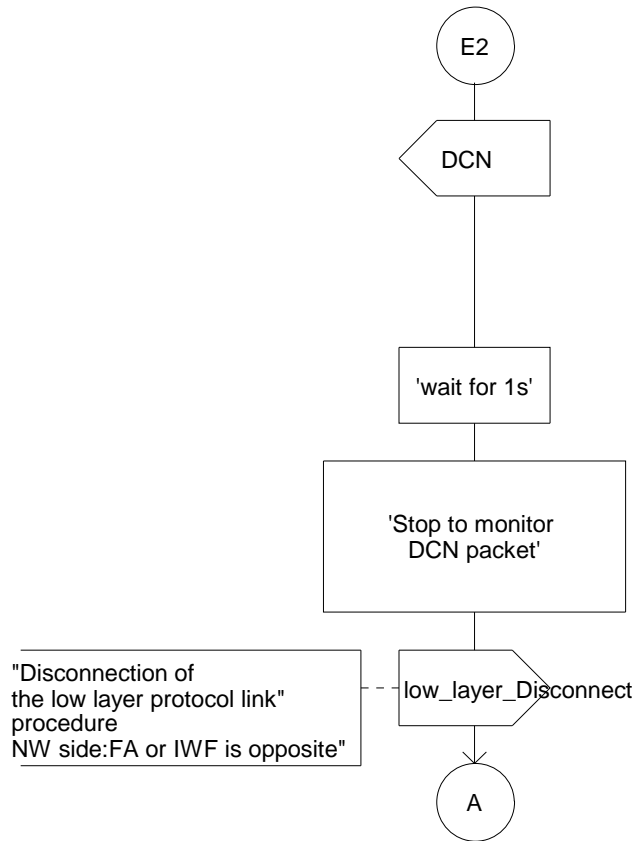 E2
DCN
'wait for 1s'
'Stop to monitor
DCN packet'
"Disconnection of
the low layer protocol link"
procedure
NW side:FA or IWF is opposite"
low_layer_Disconnect
A